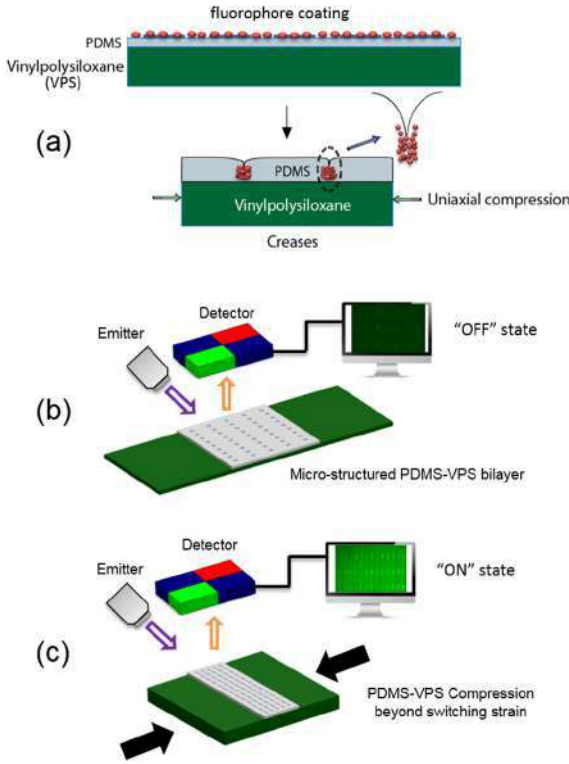 fluorophore coating
PDMS
Vinylpolysiloxane
(VPS)
(a)
PDMS
Vinylpolysiloxane
Uniaxial compression
Creases
Detector
Emitter
"OFF" state
(b)
Micro-structured PDMS-VPS bilayer
Detector
Emitter
"ON" state
(c)
PDMS-VPS Compression
beyond switching strain